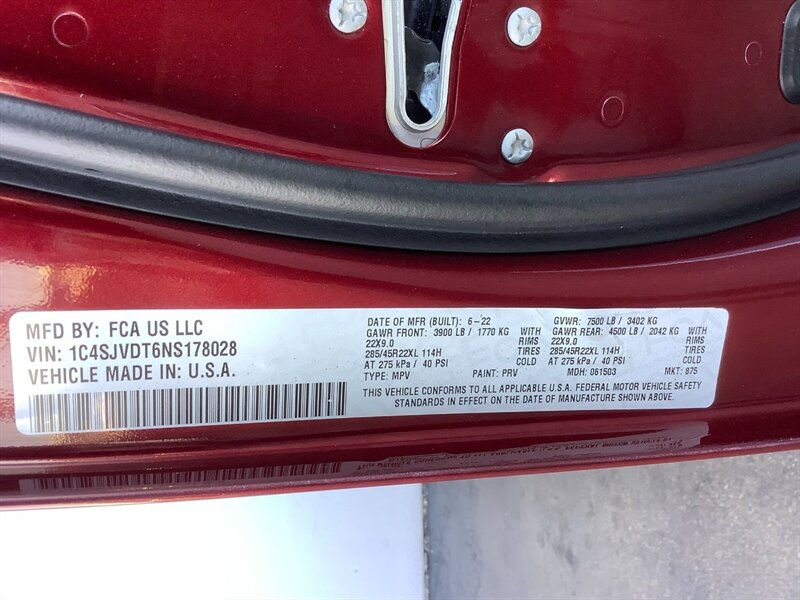 MFD BY: FCA US LLC
VIN: 1C4SJVDT6NS178028
VEHICLE MADE IN: U.S.A.
DATE OF MFR (BUILT): 6-22 GVWR: 7500 LB / 3402 KG
GAWR FRONT: 3900 LB / 1770 KG GAWR REAR: 4500 LB / 2042 KG
22X9.0 RIMS 22X9.0 RIMS
285/45R22XL 114H TIRES 285/45R22XL 114H TIRES
AT 275 kPa / 40 PSI COLD AT 275 kPa / 40 PSI COLD
TYPE: MPV PAINT: PRV MDH: 061503 MKT: 875
THIS VEHICLE CONFORMS TO ALL APPLICABLE U.S.A. FEDERAL MOTOR VEHICLE SAFETY
STANDARDS IN EFFECT ON THE DATE OF MANUFACTURE SHOWN ABOVE.